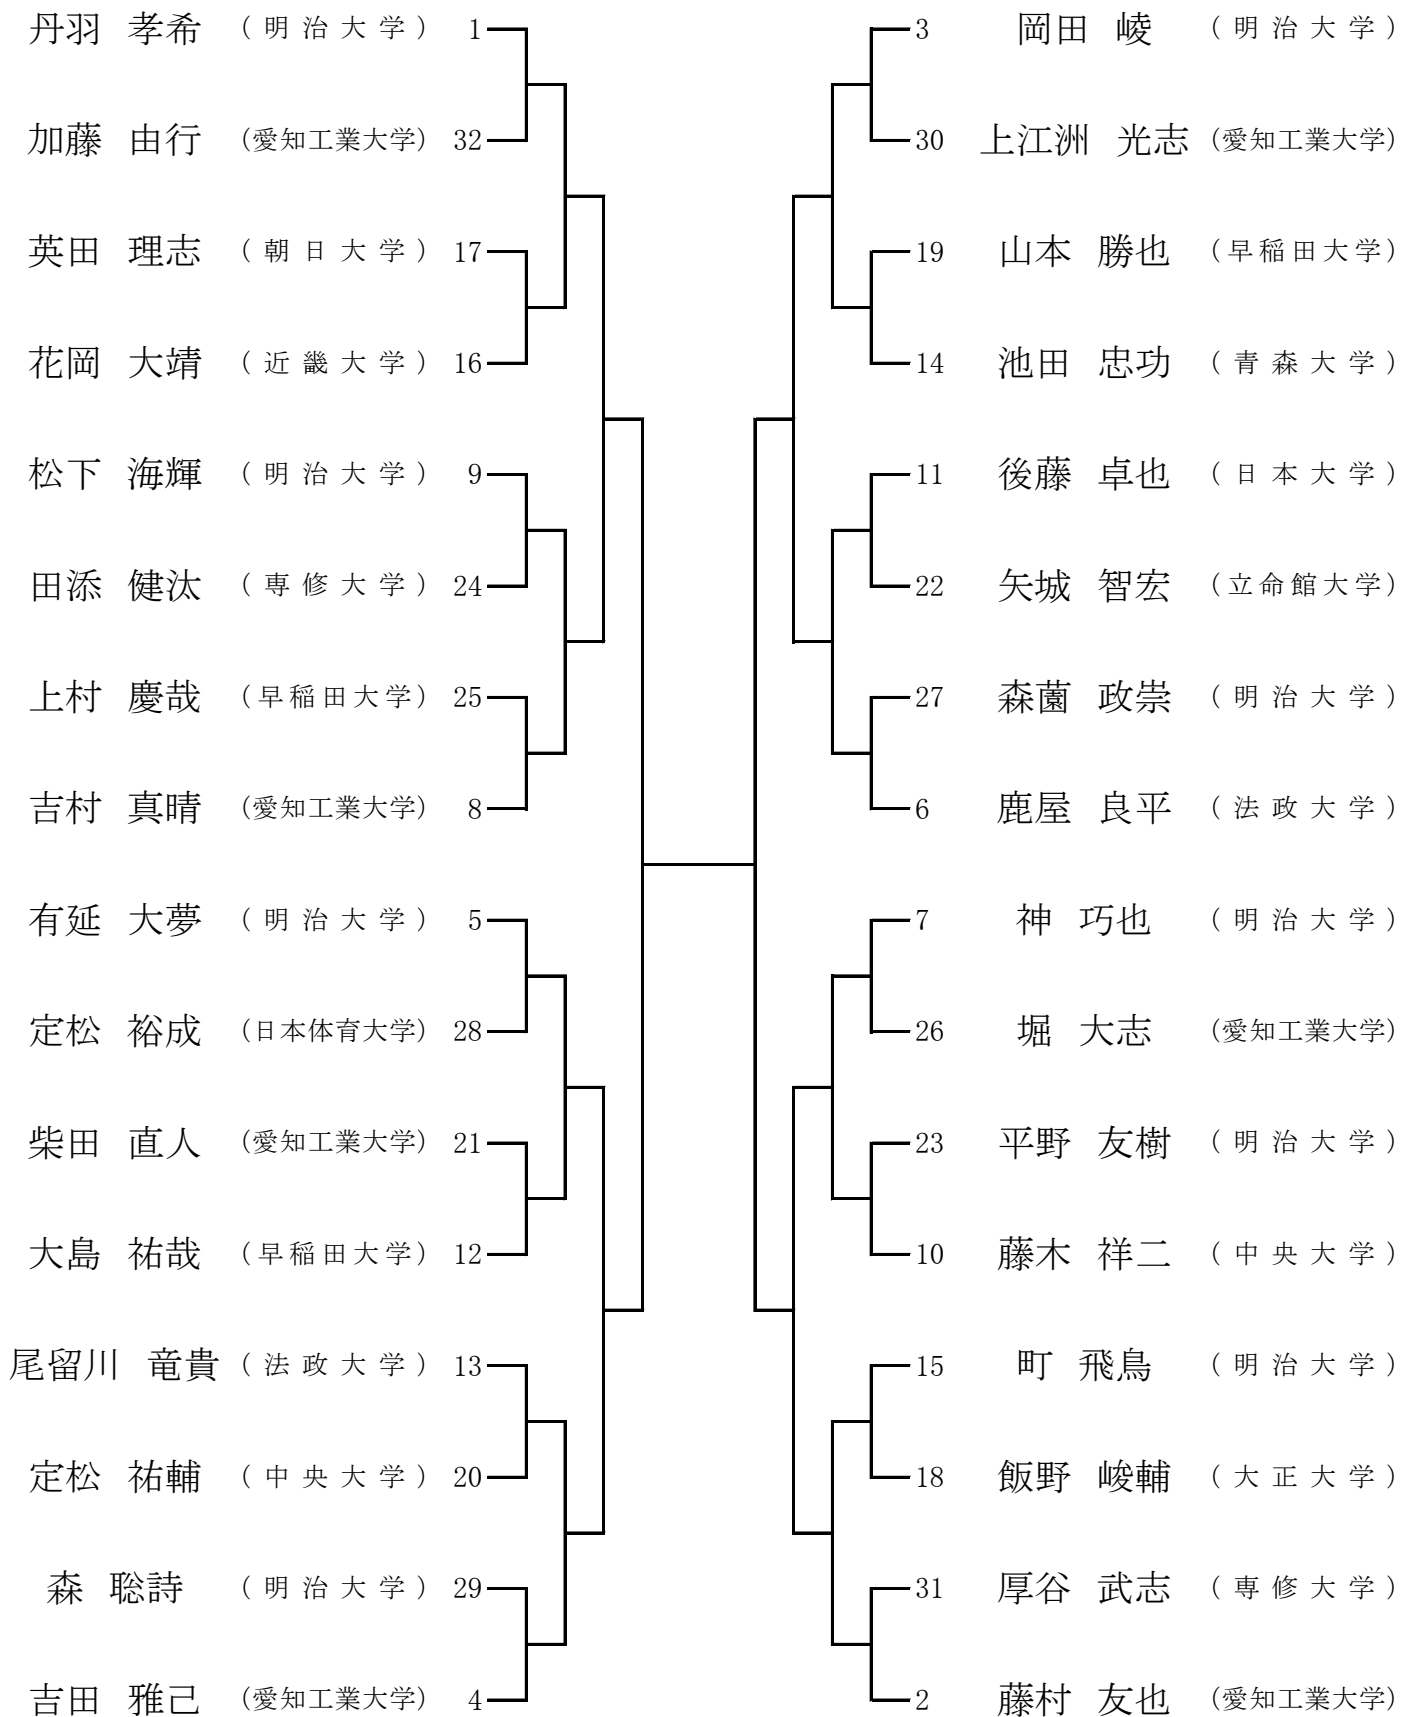 丹羽 孝希 (明治大学) 1
加藤 由行 (愛知工業大学) 32
英田 理志 (朝日大学) 17
花岡 大靖 (近畿大学) 16
松下 海輝 (明治大学) 9
田添 健汰 (専修大学) 24
上村 慶哉 (早稲田大学) 25
吉村 真晴 (愛知工業大学) 8
有延 大夢 (明治大学) 5
定松 裕成 (日本体育大学) 28
柴田 直人 (愛知工業大学) 21
大島 祐哉 (早稲田大学) 12
尾留川 竜貴 (法政大学) 13
定松 祐輔 (中央大学) 20
森 聡詩 (明治大学) 29
吉田 雅己 (愛知工業大学) 4
3 岡田 崚 (明治大学)
30 上江洲 光志 (愛知工業大学)
19 山本 勝也 (早稲田大学)
14 池田 忠功 (青森大学)
11 後藤 卓也 (日本大学)
22 矢城 智宏 (立命館大学)
27 森薗 政崇 (明治大学)
6 鹿屋 良平 (法政大学)
7 神 巧也 (明治大学)
26 堀 大志 (愛知工業大学)
23 平野 友樹 (明治大学)
10 藤木 祥二 (中央大学)
15 町 飛鳥 (明治大学)
18 飯野 峻輔 (大正大学)
31 厚谷 武志 (専修大学)
2 藤村 友也 (愛知工業大学)